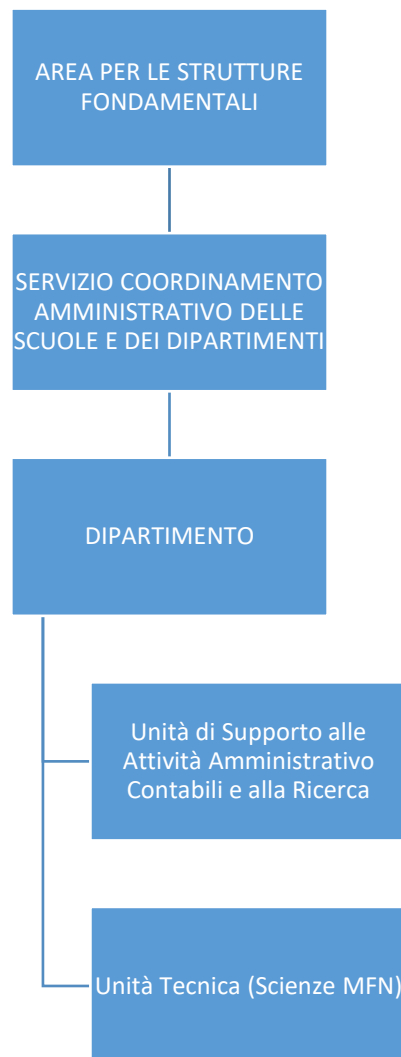 AREA PER LE STRUTTURE
FONDAMENTALI
SERVIZIO COORDINAMENTO
AMMINISTRATIVO DELLE
SCUOLE E DEI DIPARTIMENTI
DIPARTIMENTO
Unità di Supporto alle
Attività Amministrativo
Contabili e alla Ricerca
Unità Tecnica (Scienze MFN)